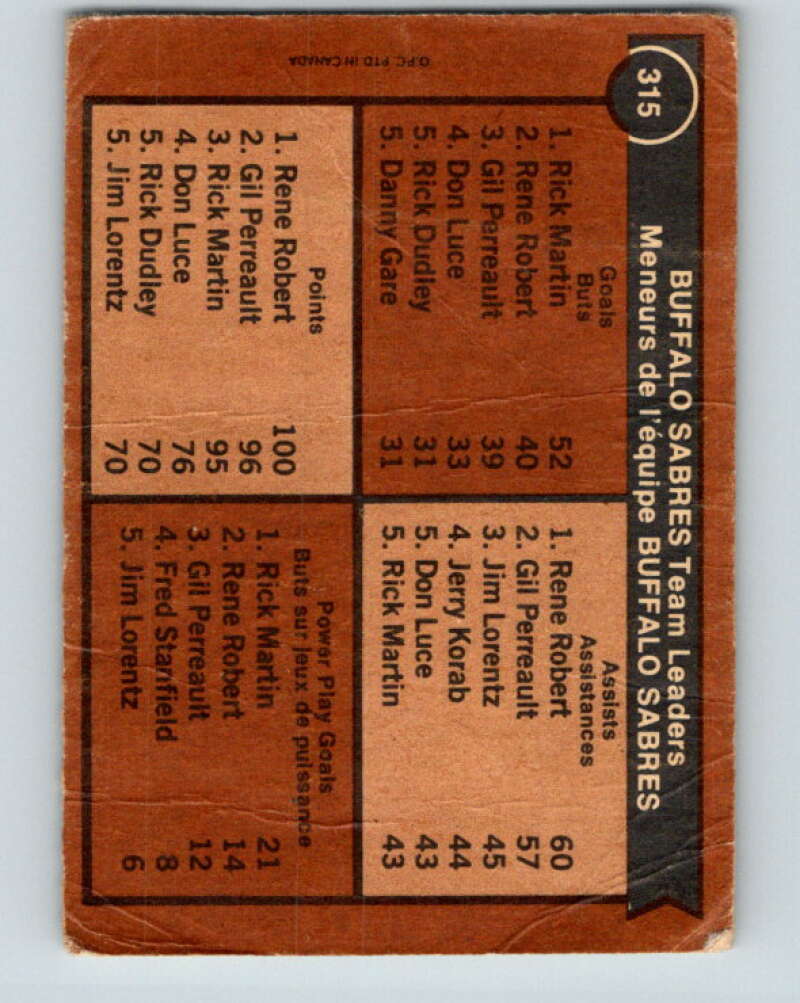 315
BUFFALO SABRES Team Leaders
Meneurs de l'équipe BUFFALO SABRES
Goals
Buts
1. Rick Martin 52
2. Rene Robert 40
3. Gil Perreault 39
4. Don Luce 33
5. Rick Dudley 31
5. Danny Gare 31
Assists
Assistances
1. Rene Robert 60
2. Gil Perreault 57
3. Jim Lorentz 45
4. Jerry Korab 44
5. Don Luce 43
5. Rick Martin 43
Points
1. Rene Robert 100
2. Gil Perreault 96
3. Rick Martin 95
4. Don Luce 76
5. Rick Dudley 70
5. Jim Lorentz 70
Power Play Goals
Buts sur jeux de puissance
1. Rick Martin 21
2. Rene Robert 14
3. Gil Perreault 12
4. Fred Stanfield 8
5. Jim Lorentz 6
O.P.C. PTD IN CANADA